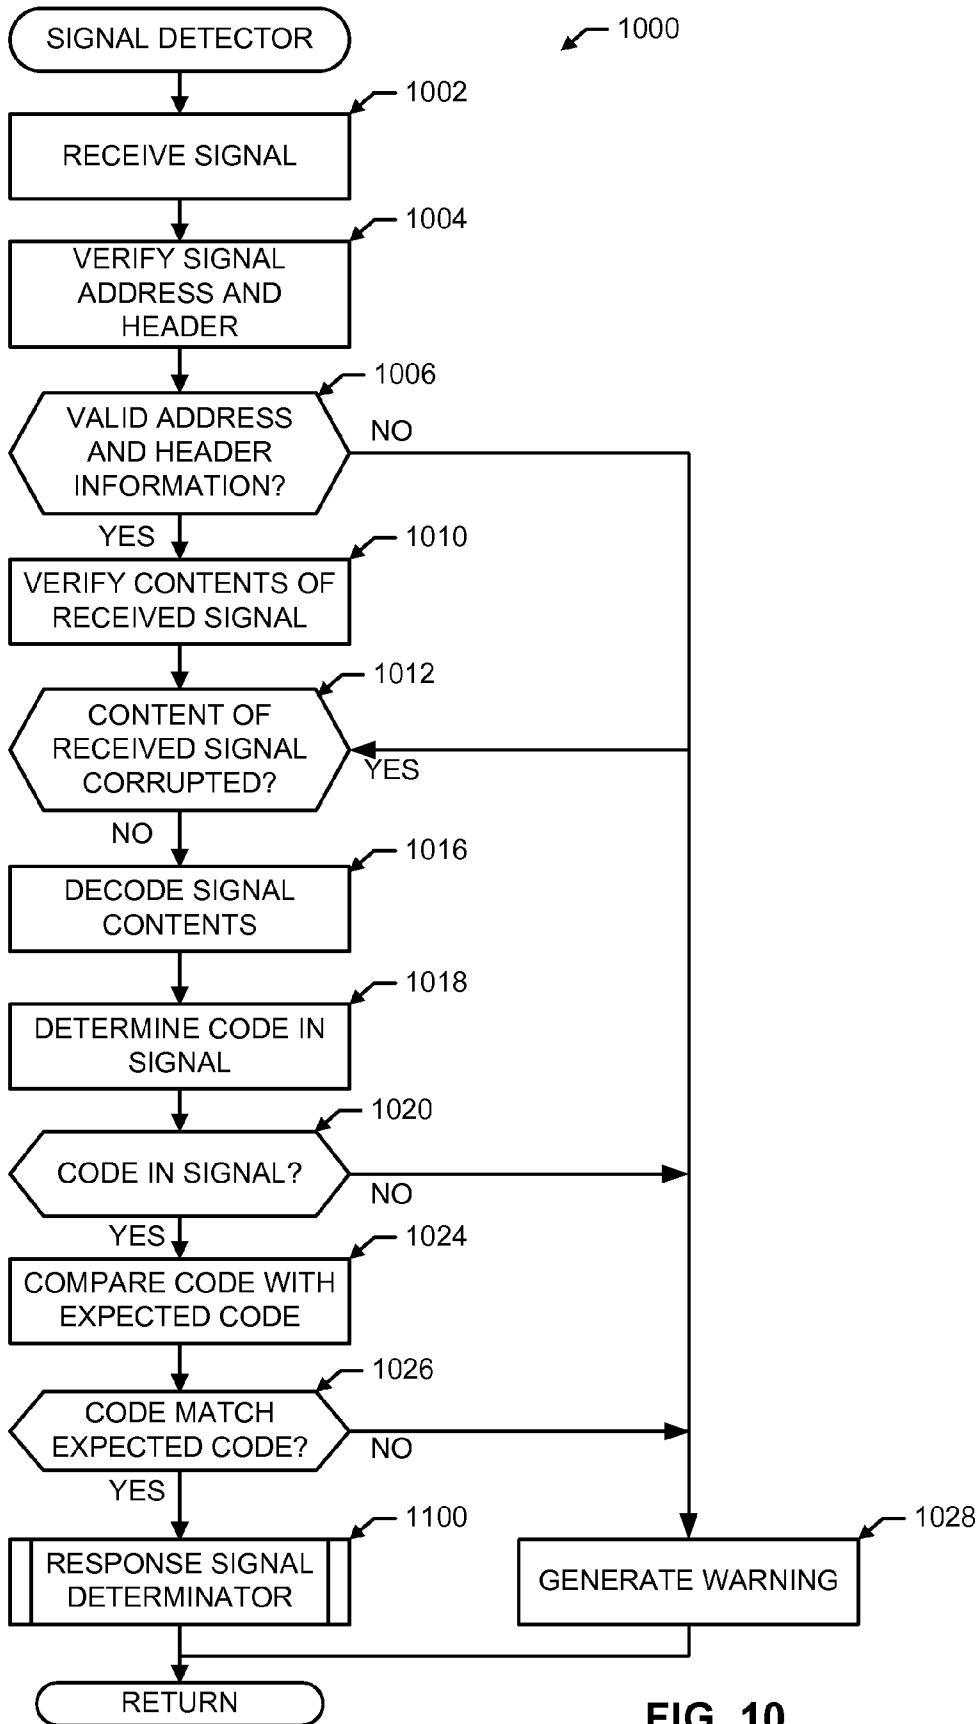 SIGNAL DETECTOR
1000
1002
RECEIVE SIGNAL
1004
VERIFY SIGNAL
ADDRESS AND
HEADER
1006
VALID ADDRESS
AND HEADER
INFORMATION?
NO
YES
1010
VERIFY CONTENTS OF
RECEIVED SIGNAL
1012
CONTENT OF
RECEIVED SIGNAL
CORRUPTED?
YES
NO
1016
DECODE SIGNAL
CONTENTS
1018
DETERMINE CODE IN
SIGNAL
1020
CODE IN SIGNAL?
NO
YES
1024
COMPARE CODE WITH
EXPECTED CODE
1026
CODE MATCH
EXPECTED CODE?
NO
YES
1100
RESPONSE SIGNAL
DETERMINATOR
1028
GENERATE WARNING
RETURN
FIG. 10